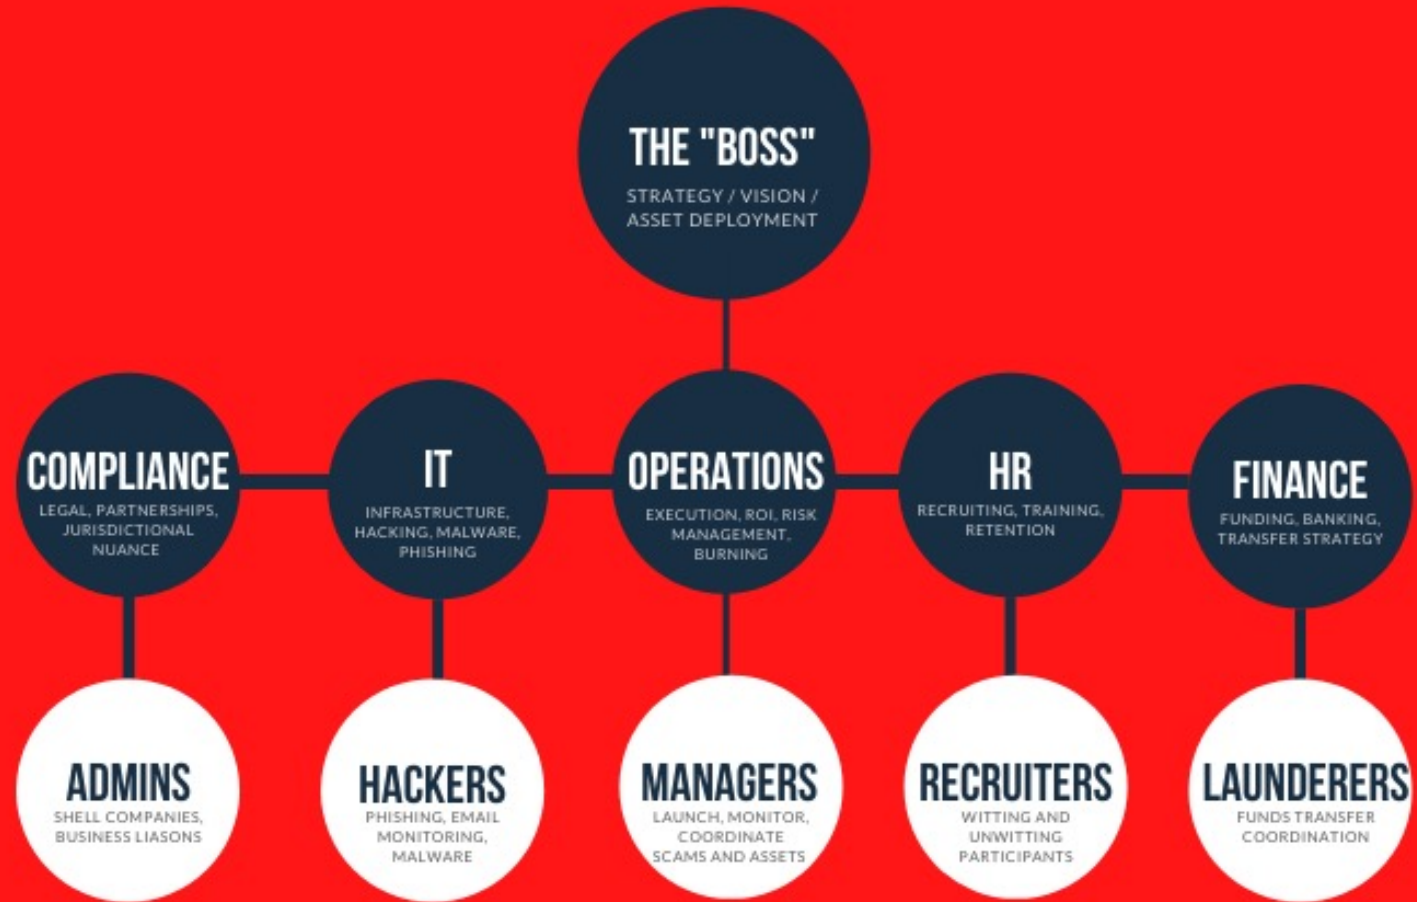 THE "BOSS"
STRATEGY / VISION /
ASSET DEPLOYMENT
COMPLIANCE
LEGAL, PARTNERSHIPS,
JURISDICTIONAL
NUANCE
IT
INFRASTRUCTURE,
HACKING, MALWARE,
PHISHING
OPERATIONS
EXECUTION, ROI, RISK
MANAGEMENT,
BURNING
HR
RECRUITING, TRAINING,
RETENTION
FINANCE
FUNDING, BANKING,
TRANSFER STRATEGY
ADMINS
SHELL COMPANIES,
BUSINESS LIASONS
HACKERS
PHISHING, EMAIL
MONITORING,
MALWARE
MANAGERS
LAUNCH, MONITOR,
COORDINATE
SCAMS AND ASSETS
RECRUITERS
WITTING AND
UNWITTING
PARTICIPANTS
LAUNDERERS
FUNDS TRANSFER
COORDINATION